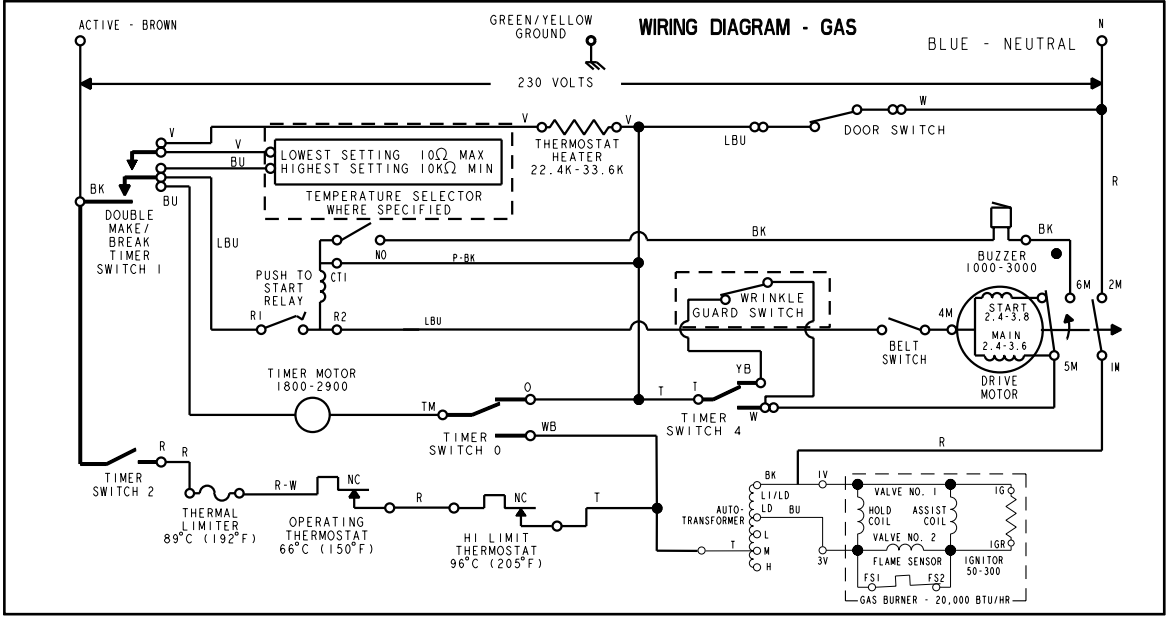 ACTIVE - BROWN
GREEN/YELLOW
GROUND
WIRING DIAGRAM - GAS
N
BLUE - NEUTRAL
230 VOLTS
W
DOOR SWITCH
V
V
V
V
BU
LBU
THERMOSTAT
HEATER
22.4K-33.6K
LOWEST SETTING 10Ω MAX
HIGHEST SETTING 10KΩ MIN
TEMPERATURE SELECTOR
WHERE SPECIFIED
BK
BU
R
DOUBLE
MAKE/
BREAK
TIMER
SWITCH 1
LBU
NO
BK
BK
BUZZER
1000-3000
P-BK
CT1
PUSH TO
START
RELAY
R1
R2
LBU
WRINKLE
GUARD SWITCH
6M
2M
4M
START
2.4-3.8
MAIN
2.4-3.6
BELT
SWITCH
5M
1M
DRIVE
MOTOR
TIMER MOTOR
1800-2900
YB
TM
O
T
T
W
TIMER
SWITCH 4
TIMER
SWITCH 0
WB
R
R
R
TIMER
SWITCH 2
R-W
NC
R
NC
T
THERMAL
LIMITER
89°C (192°F)
OPERATING
THERMOSTAT
66°C (150°F)
HI LIMIT
THERMOSTAT
96°C (205°F)
BK
1V
LI/LD
LD
BU
AUTO-
TRANSFORMER
L
T
M
H
3V
VALVE NO. 1
IG
HOLD
COIL
ASSIST
COIL
VALVE NO. 2
IGR
FLAME SENSOR
IGNITOR
50-300
FS1
FS2
GAS BURNER - 20,000 BTU/HR